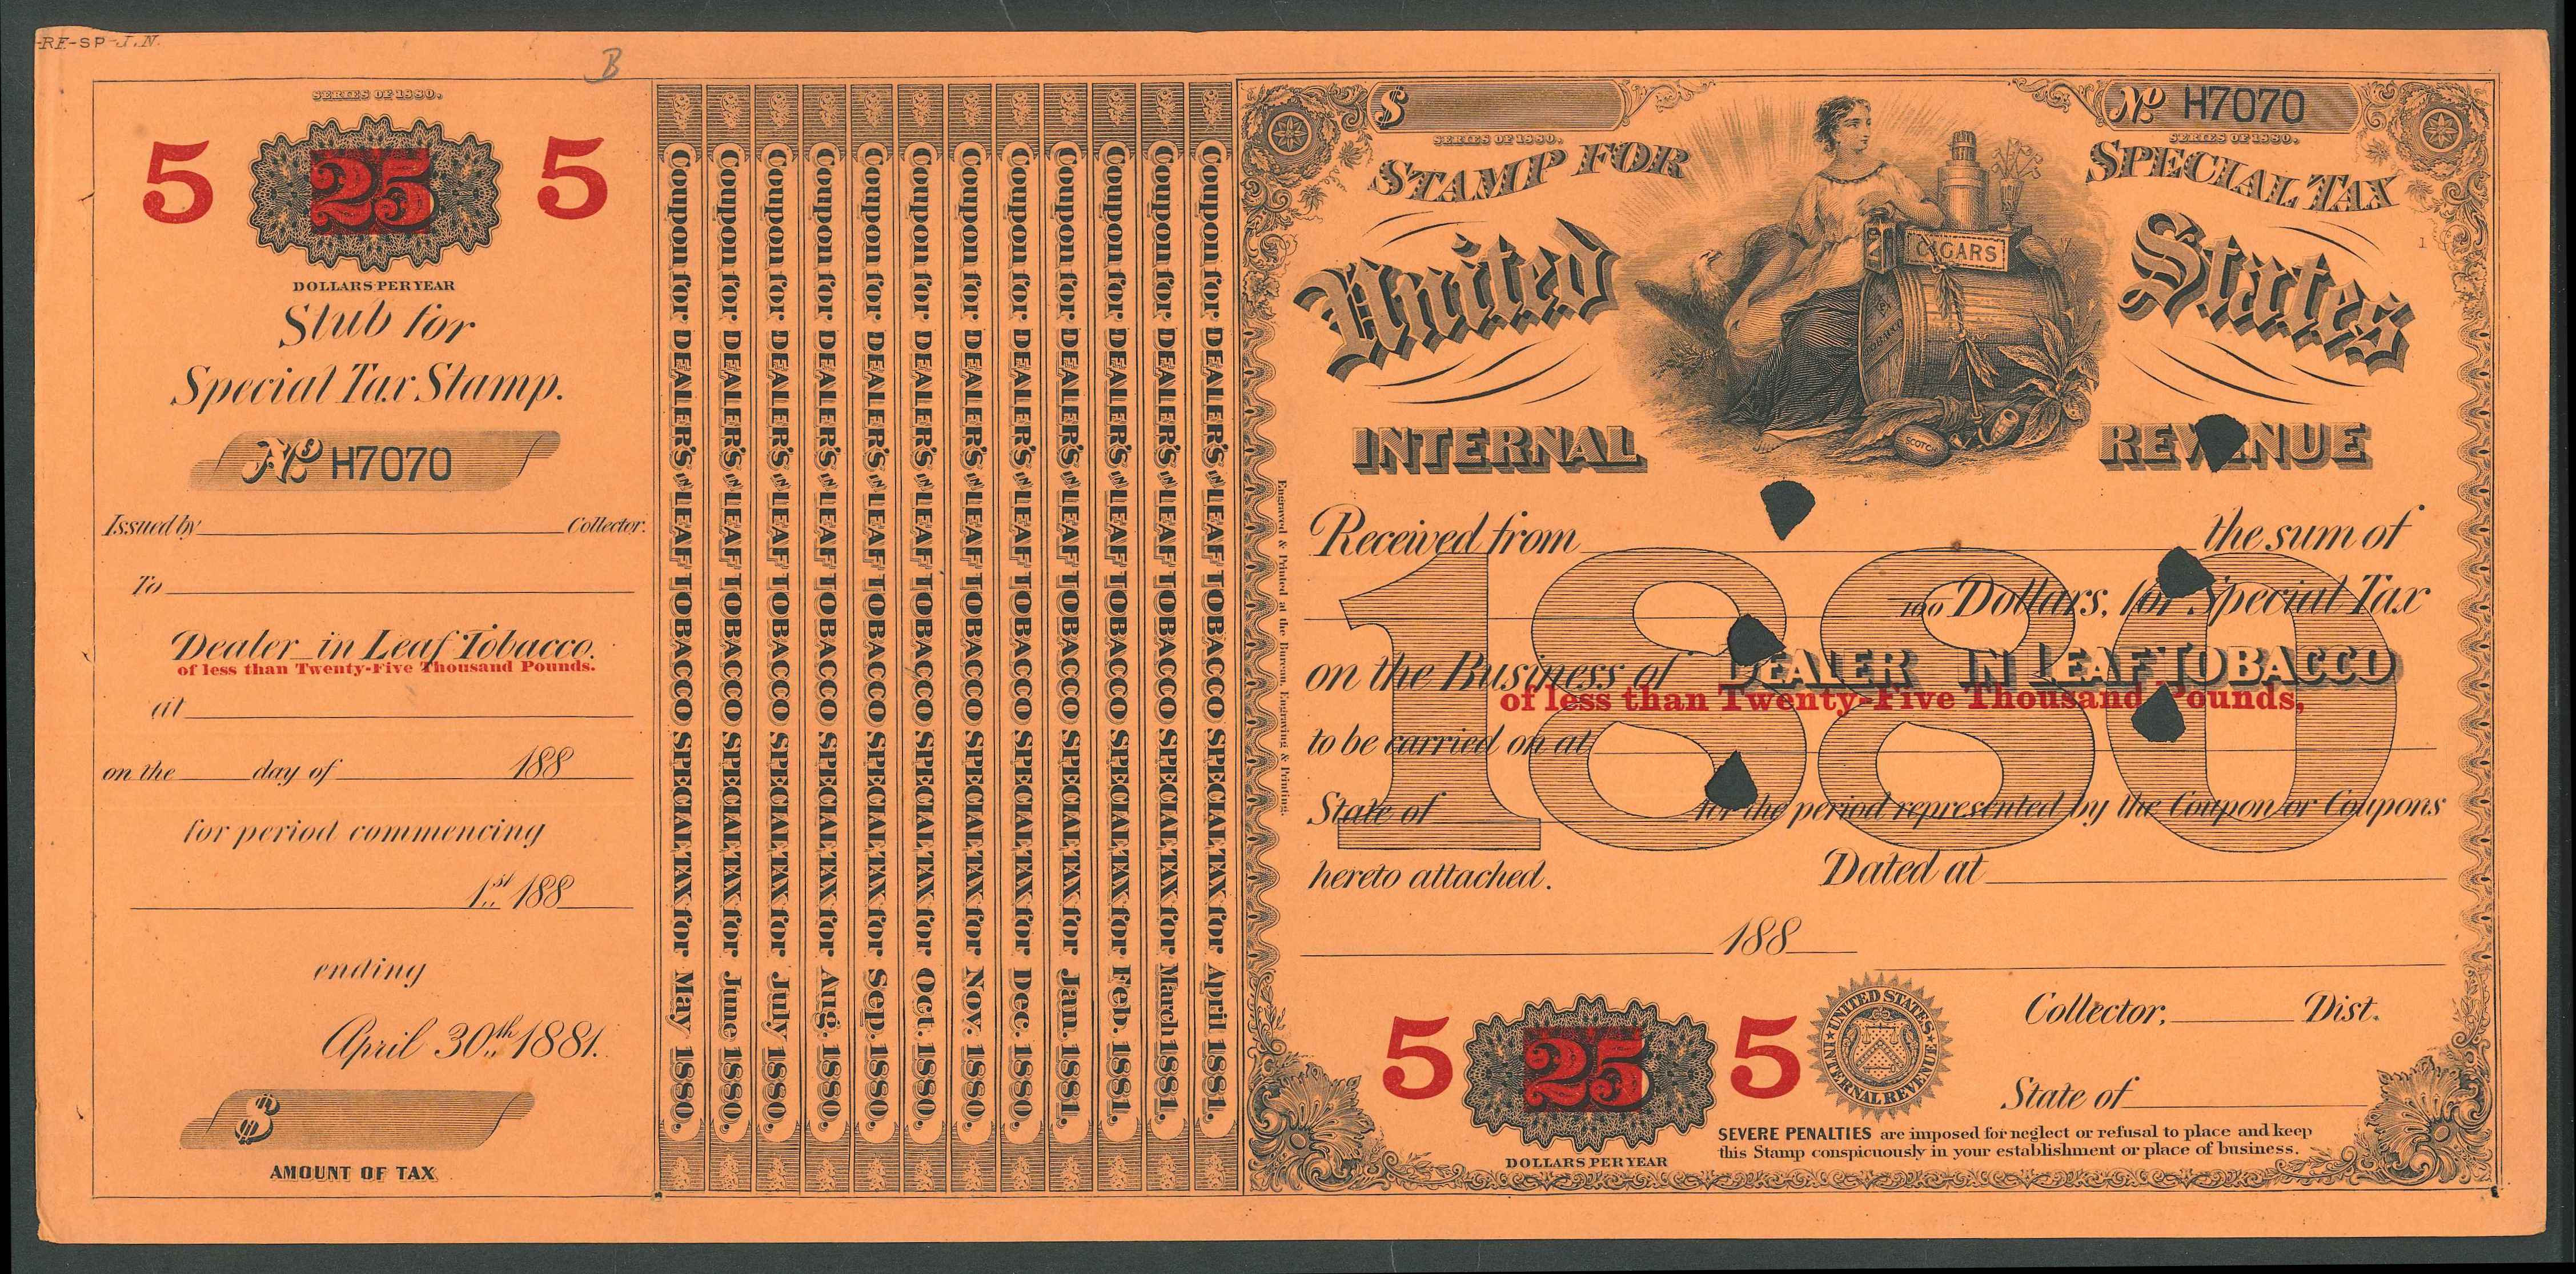 -RF-SP-J.N.
B
SERIES OF 1880.
5 25 5
DOLLARS PER YEAR
Stub for
Special Tax Stamp.
No H7070
Issued by Collector.
To
Dealer in Leaf Tobacco.
of less than Twenty-Five Thousand Pounds.
at
on the day of 188
for period commencing
1st 188
ending
April 30th 1881.
$
AMOUNT OF TAX
Coupon for DEALER'S IN LEAF TOBACCO SPECIAL TAX for May 1880.
Coupon for DEALER'S IN LEAF TOBACCO SPECIAL TAX for June 1880.
Coupon for DEALER'S IN LEAF TOBACCO SPECIAL TAX for July 1880.
Coupon for DEALER'S IN LEAF TOBACCO SPECIAL TAX for Aug. 1880.
Coupon for DEALER'S IN LEAF TOBACCO SPECIAL TAX for Sep. 1880.
Coupon for DEALER'S IN LEAF TOBACCO SPECIAL TAX for Oct. 1880.
Coupon for DEALER'S IN LEAF TOBACCO SPECIAL TAX for Nov. 1880.
Coupon for DEALER'S IN LEAF TOBACCO SPECIAL TAX for Dec. 1880.
Coupon for DEALER'S IN LEAF TOBACCO SPECIAL TAX for Jan. 1881.
Coupon for DEALER'S IN LEAF TOBACCO SPECIAL TAX for Feb. 1881.
Coupon for DEALER'S IN LEAF TOBACCO SPECIAL TAX for March 1881.
Coupon for DEALER'S IN LEAF TOBACCO SPECIAL TAX for April 1881.
Engraved & Printed at the Bureau, Engraving & Printing.
$ No H7070
SERIES OF 1880. SERIES OF 1880.
STAMP FOR SPECIAL TAX
1
United States
CIGARS
TOBACCO
SCOTCH
INTERNAL REVENUE
Received from the sum of
1880
100 Dollars, for Special Tax
on the Business of DEALER IN LEAF TOBACCO
of less than Twenty-Five Thousand Pounds,
to be carried on at
State of for the period represented by the Coupon or Coupons
hereto attached. Dated at
188
Collector, Dist.
5 25 5
UNITED STATES INTERNAL REVENUE
State of
DOLLARS PER YEAR
SEVERE PENALTIES are imposed for neglect or refusal to place and keep
this Stamp conspicuously in your establishment or place of business.